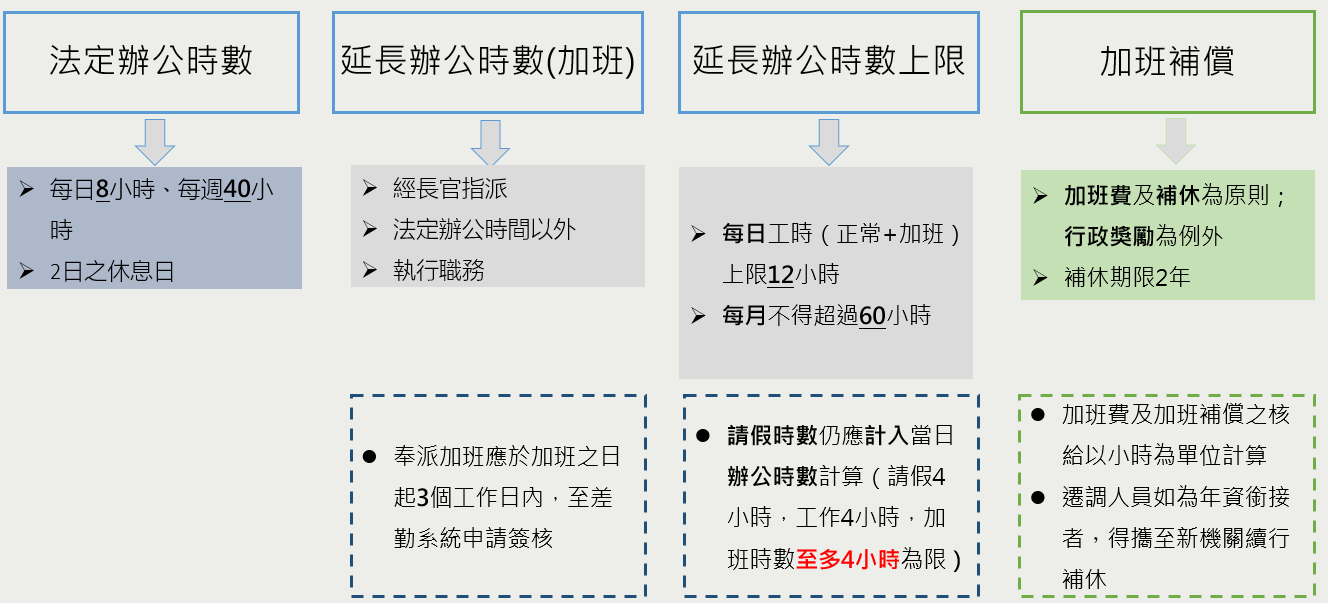 法定辦公時數
➢ 每日8小時、每週40小
時
➢ 2日之休息日
延長辦公時數(加班)
➢ 經長官指派
➢ 法定辦公時間以外
➢ 執行職務
● 奉派加班應於加班之日
起3個工作日內，至差
勤系統申請簽核
延長辦公時數上限
➢ 每日工時（正常+加班）
上限12小時
➢ 每月不得超過60小時
● 請假時數仍應計入當日
辦公時數計算（請假4
小時，工作4小時，加
班時數至多4小時為限）
加班補償
➢ 加班費及補休為原則；
行政獎勵為例外
➢ 補休期限2年
● 加班費及加班補償之核
給以小時為單位計算
● 遷調人員如為年資銜接
者，得攜至新機關續行
補休